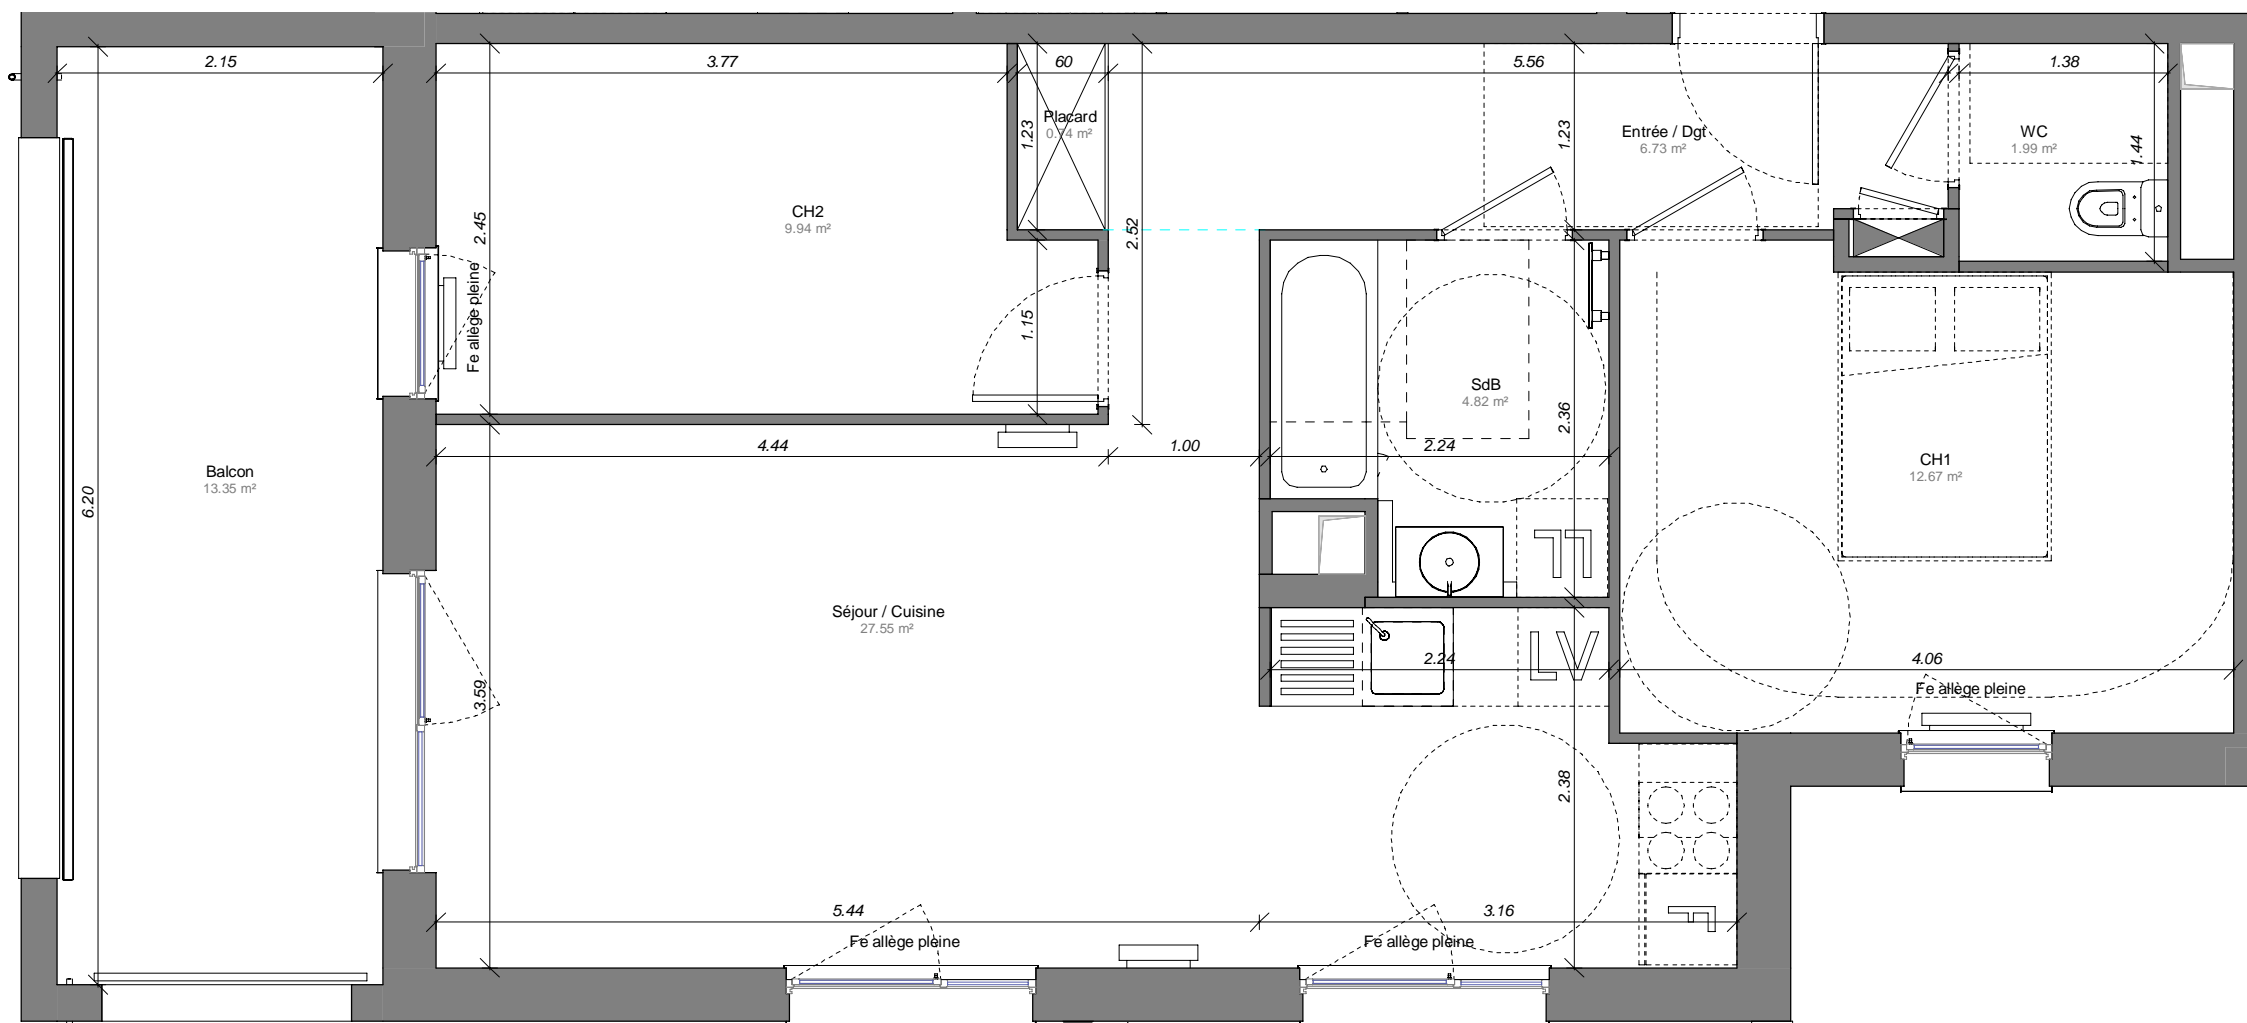 2.15
3.77
60
5.56
1.38
Placard
0.74 m²
1.23
1.23
Entrée / Dgt
6.73 m²
WC
1.99 m²
1.44
CH2
9.94 m²
2.45
2.52
Fe allège pleine
1.15
SdB
4.82 m²
2.36
4.44
1.00
2.24
CH1
12.67 m²
Balcon
13.35 m²
6.20
LL
Séjour / Cuisine
27.55 m²
2.24
LV
4.06
Fe allège pleine
3.59
2.38
5.44
3.16
F
Fe allège pleine
Fe allège pleine